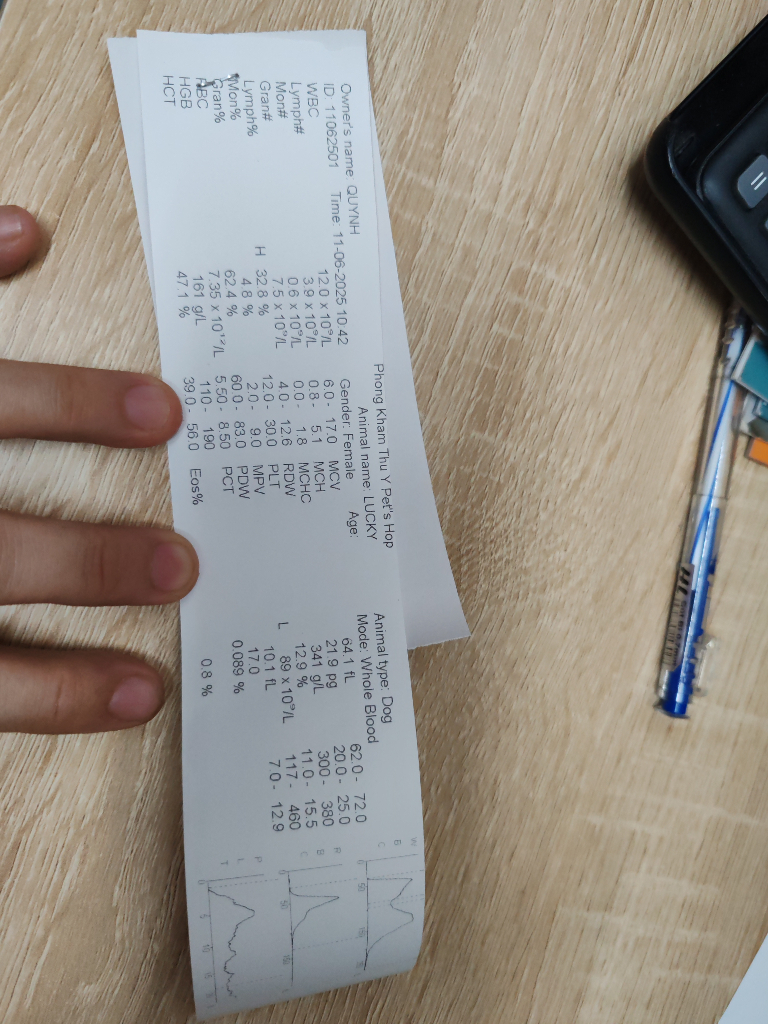 Phong Kham Thu Y Pet's Hop
Owner's name: QUYNH Animal name: LUCKY Animal type: Dog
ID: 11062501 Time: 11-06-2025 10:42 Gender: Female Age: Mode: Whole Blood
WBC 12.0 x 10⁹/L 6.0 - 17.0 MCV 64.1 fL 62.0 - 72.0
Lymph# 3.9 x 10⁹/L 0.8 - 5.1 MCH 21.9 pg 20.0 - 25.0
Mon# 0.6 x 10⁹/L 0.0 - 1.8 MCHC 341 g/L 300 - 380
Gran# 7.5 x 10⁹/L 4.0 - 12.6 RDW 12.9 % 11.0 - 15.5
Lymph% H 32.8 % 12.0 - 30.0 PLT L 89 x 10⁹/L 117 - 460
Mon% 4.8 % 2.0 - 9.0 MPV 10.1 fL 7.0 - 12.9
Gran% 62.4 % 60.0 - 83.0 PDW 17.0
RBC 7.35 x 10¹²/L 5.50 - 8.50 PCT 0.089 %
HGB 161 g/L 110 - 190
HCT 47.1 % 39.0 - 56.0 Eos% 0.8 %
W
B
C
R
B
C
P
L
T